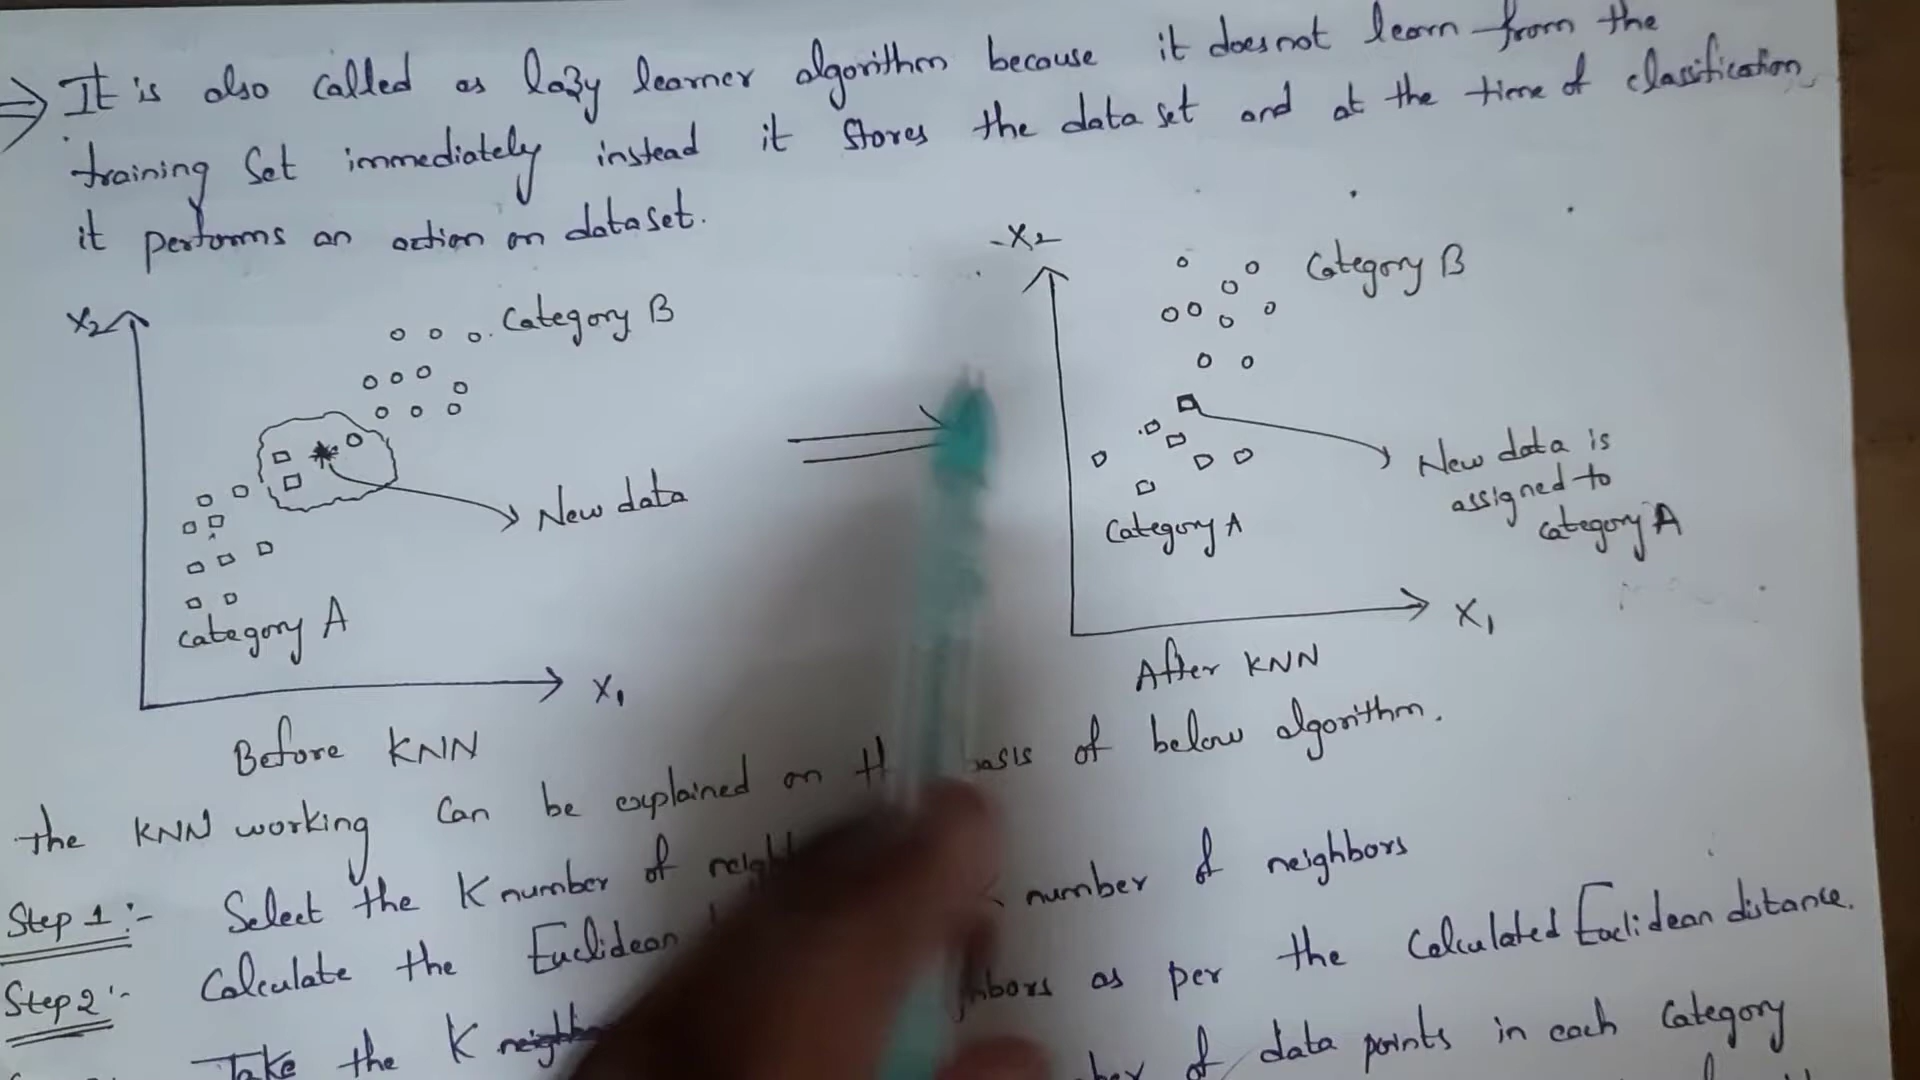 ⇒ It is also called as lazy learner algorithm because it does not learn from the
training Set immediately instead it stores the data set and at the time of classification,
it performs an action on dataset.
X2
Category B
New data
Category A
X1
Before KNN
X2
Category B
New data is
assigned to
category A
Category A
X1
After KNN
the KNN working can be explained on of below algorithm.
Step 1:- Select the K number of
Step 2:- Calculate the Euclidean number of neighbors
Take the K as per the Calculated Euclidean distance.
of data points in each Category